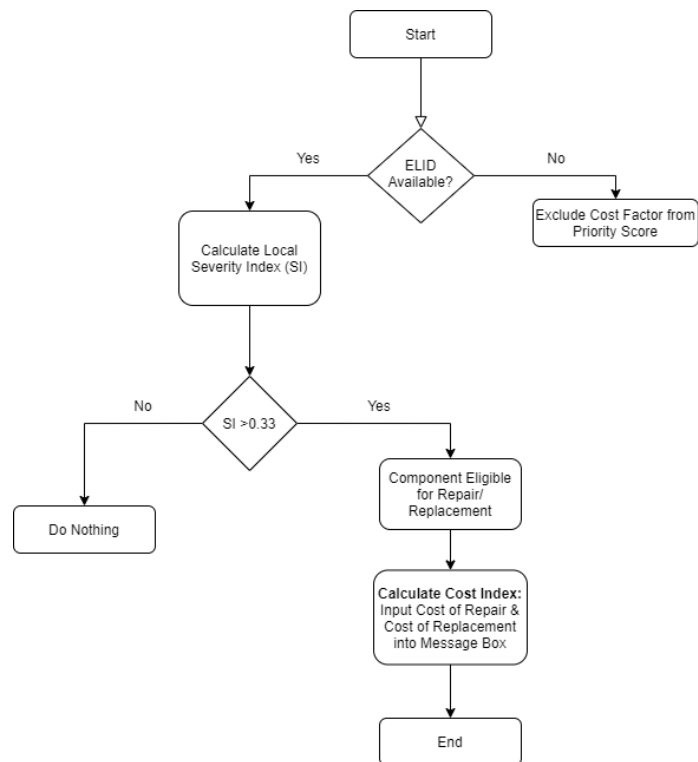 Start
ELID
Available?
Yes
No
Exclude Cost Factor from
Priority Score
Calculate Local
Severity Index (SI)
SI >0.33
No
Yes
Do Nothing
Component Eligible
for Repair/
Replacement
Calculate Cost Index:
Input Cost of Repair &
Cost of Replacement
into Message Box
End